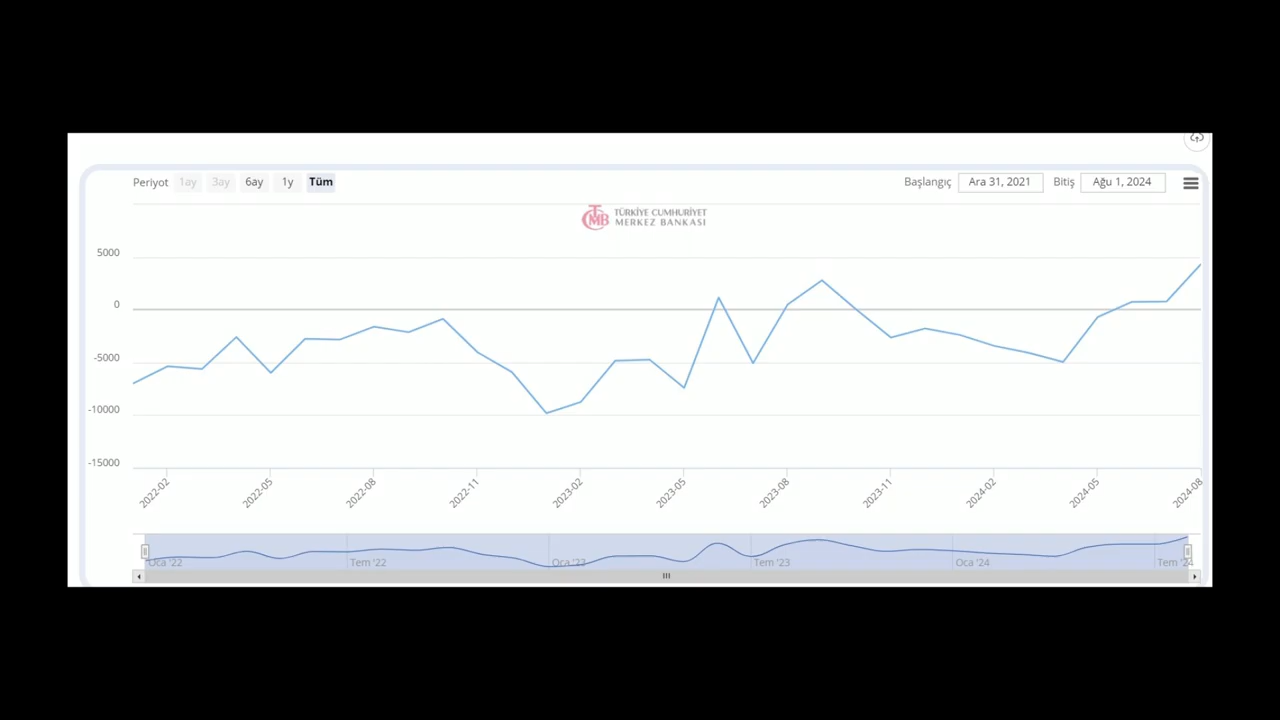 Periyot 1ay 3ay 6ay 1y Tüm Başlangıç Ara 31, 2021 Bitiş Ağu 1, 2024
TCMB TÜRKİYE CUMHURİYET
MERKEZ BANKASI
5000
0
-5000
-10000
-15000
2022-02 2022-05 2022-08 2022-11 2023-02 2023-05 2023-08 2023-11 2024-02 2024-05 2024-08
Oca '22 Tem '22 Oca '23 Tem '23 Oca '24 Tem '24